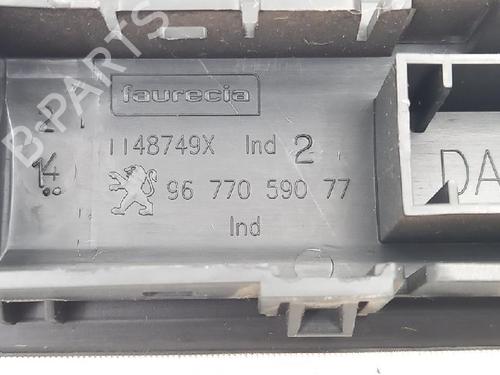 B-PARTS
faurecia
1148749X Ind 2
2
14
96 770 590 77
DA
Ind